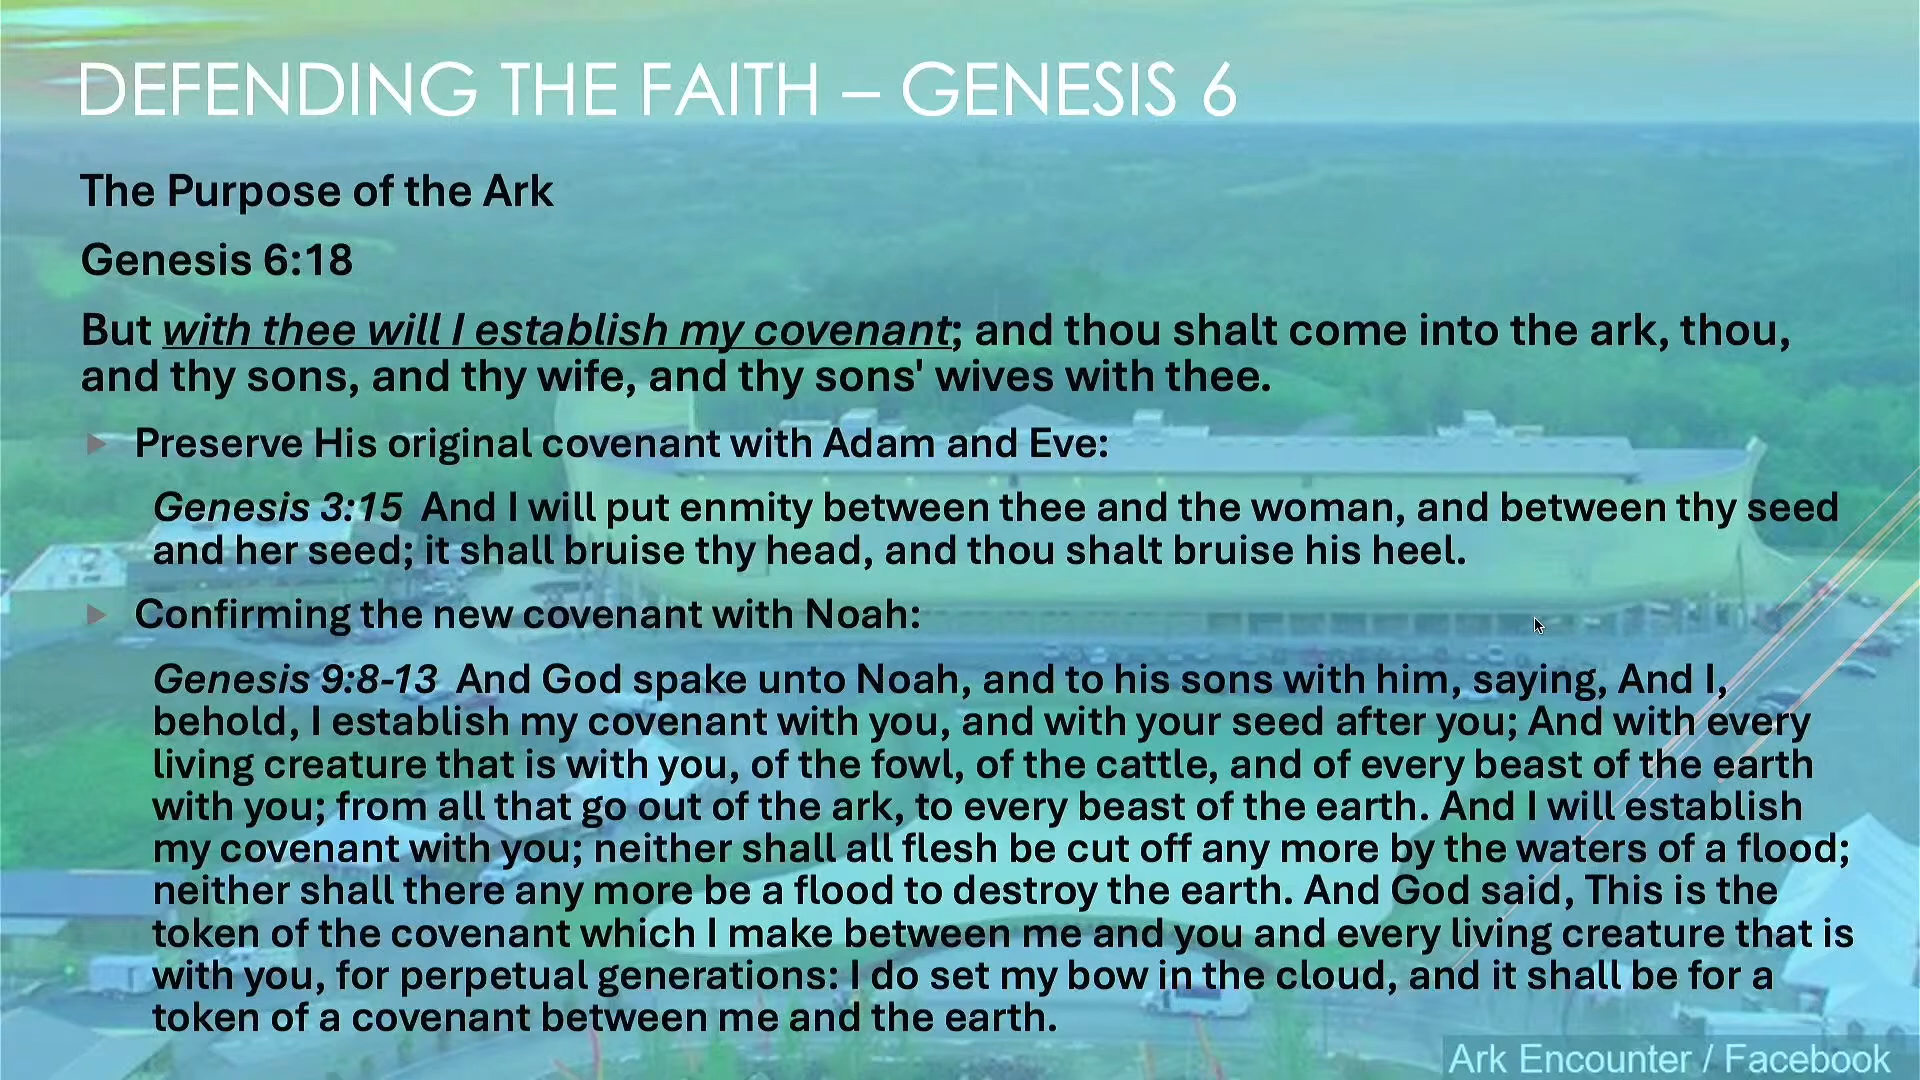 DEFENDING THE FAITH – GENESIS 6
The Purpose of the Ark
Genesis 6:18
But with thee will I establish my covenant; and thou shalt come into the ark, thou,
and thy sons, and thy wife, and thy sons' wives with thee.
Preserve His original covenant with Adam and Eve:
Genesis 3:15 And I will put enmity between thee and the woman, and between thy seed
and her seed; it shall bruise thy head, and thou shalt bruise his heel.
Confirming the new covenant with Noah:
Genesis 9:8-13 And God spake unto Noah, and to his sons with him, saying, And I,
behold, I establish my covenant with you, and with your seed after you; And with every
living creature that is with you, of the fowl, of the cattle, and of every beast of the earth
with you; from all that go out of the ark, to every beast of the earth. And I will establish
my covenant with you; neither shall all flesh be cut off any more by the waters of a flood;
neither shall there any more be a flood to destroy the earth. And God said, This is the
token of the covenant which I make between me and you and every living creature that is
with you, for perpetual generations: I do set my bow in the cloud, and it shall be for a
token of a covenant between me and the earth.
Ark Encounter / Facebook